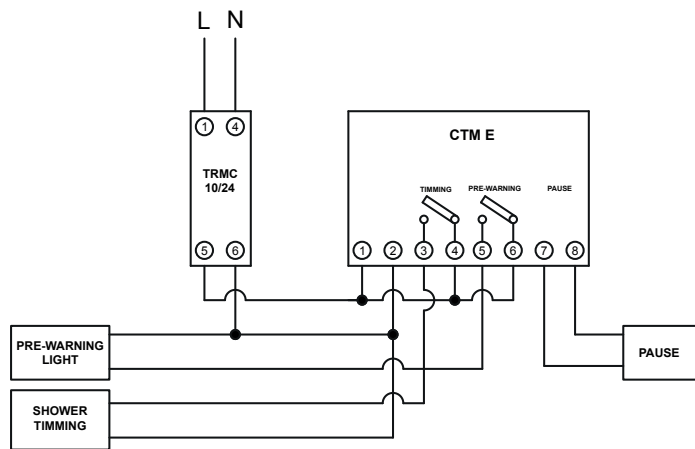 L N
1 4
TRMC
10/24
5 6
CTM E
TIMMING PRE-WARNING PAUSE
1 2 3 4 5 6 7 8
PRE-WARNING
LIGHT
SHOWER
TIMMING
PAUSE